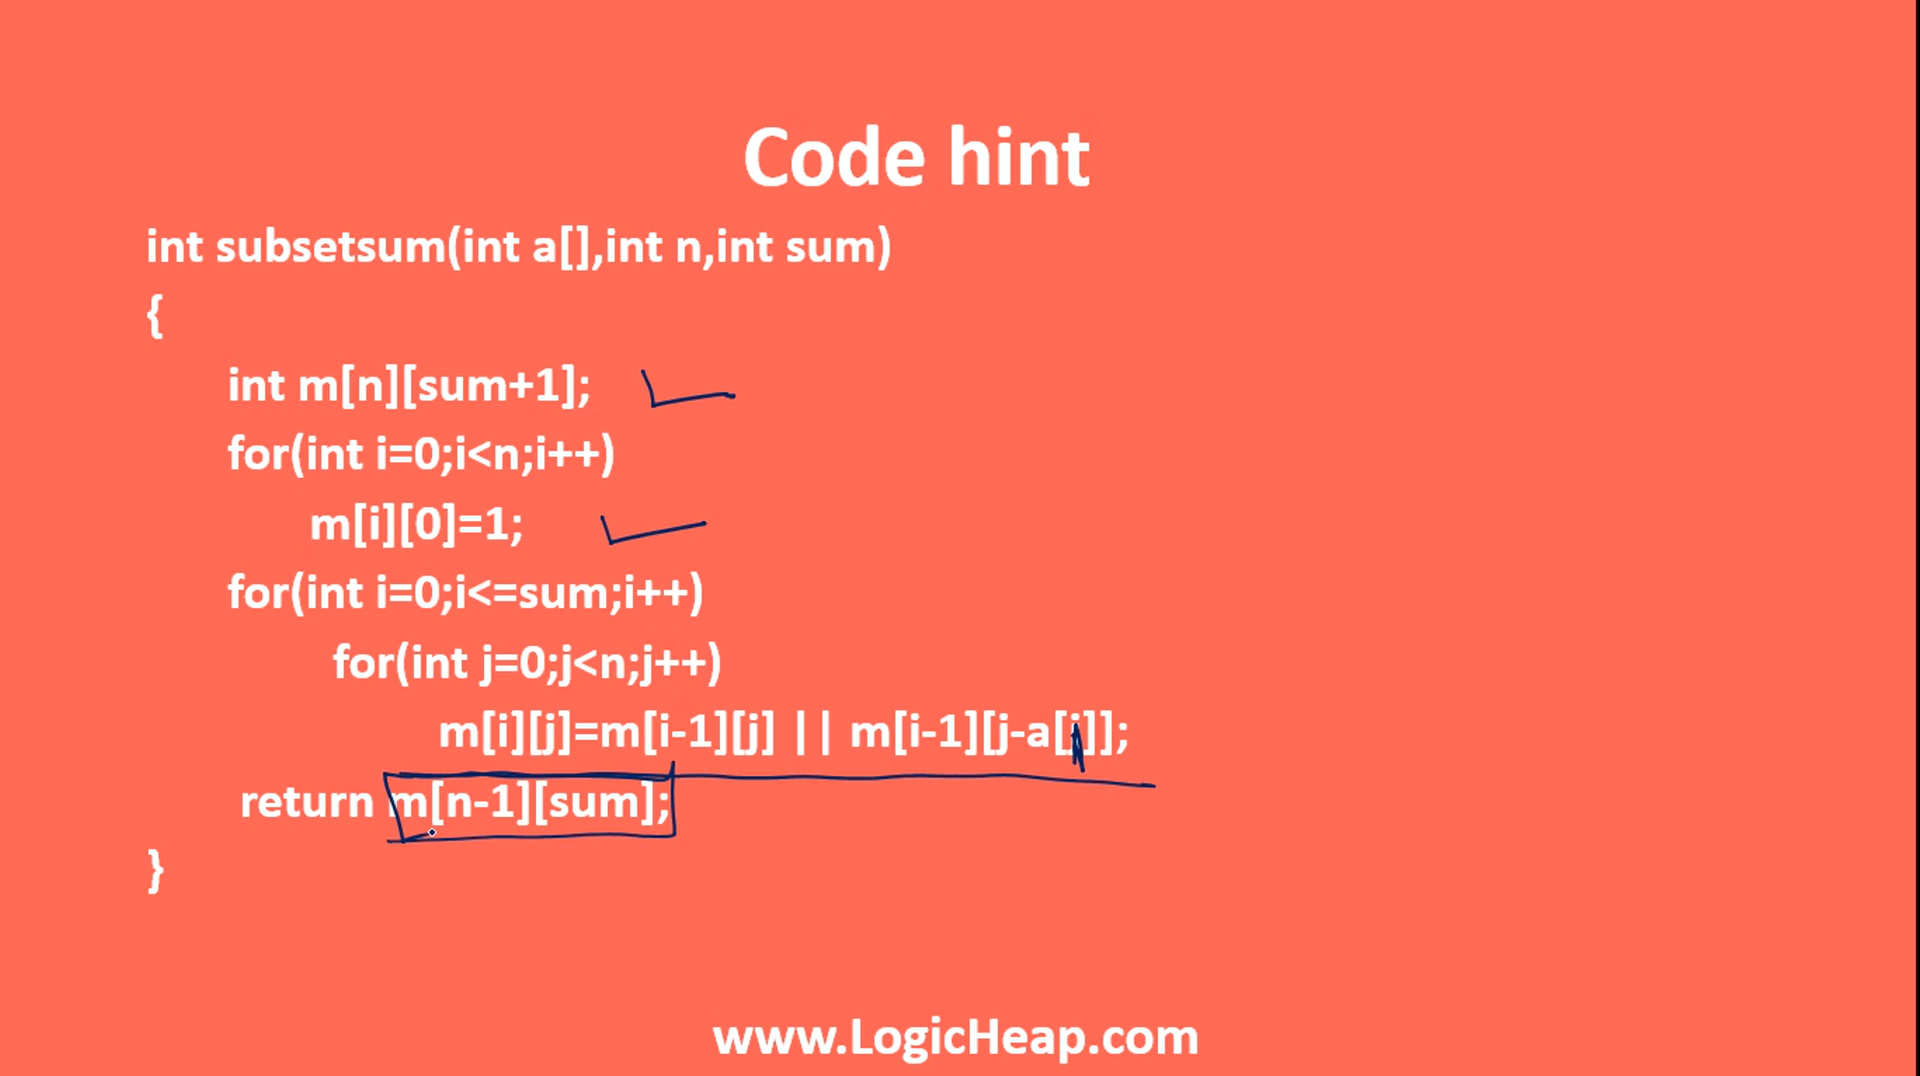 Code hint
int subsetsum(int a[],int n,int sum)
{
int m[n][sum+1];
for(int i=0;i<n;i++)
m[i][0]=1;
for(int i=0;i<=sum;i++)
for(int j=0;j<n;j++)
m[i][j]=m[i-1][j] || m[i-1][j-a[j]];
return m[n-1][sum];
}
www.LogicHeap.com